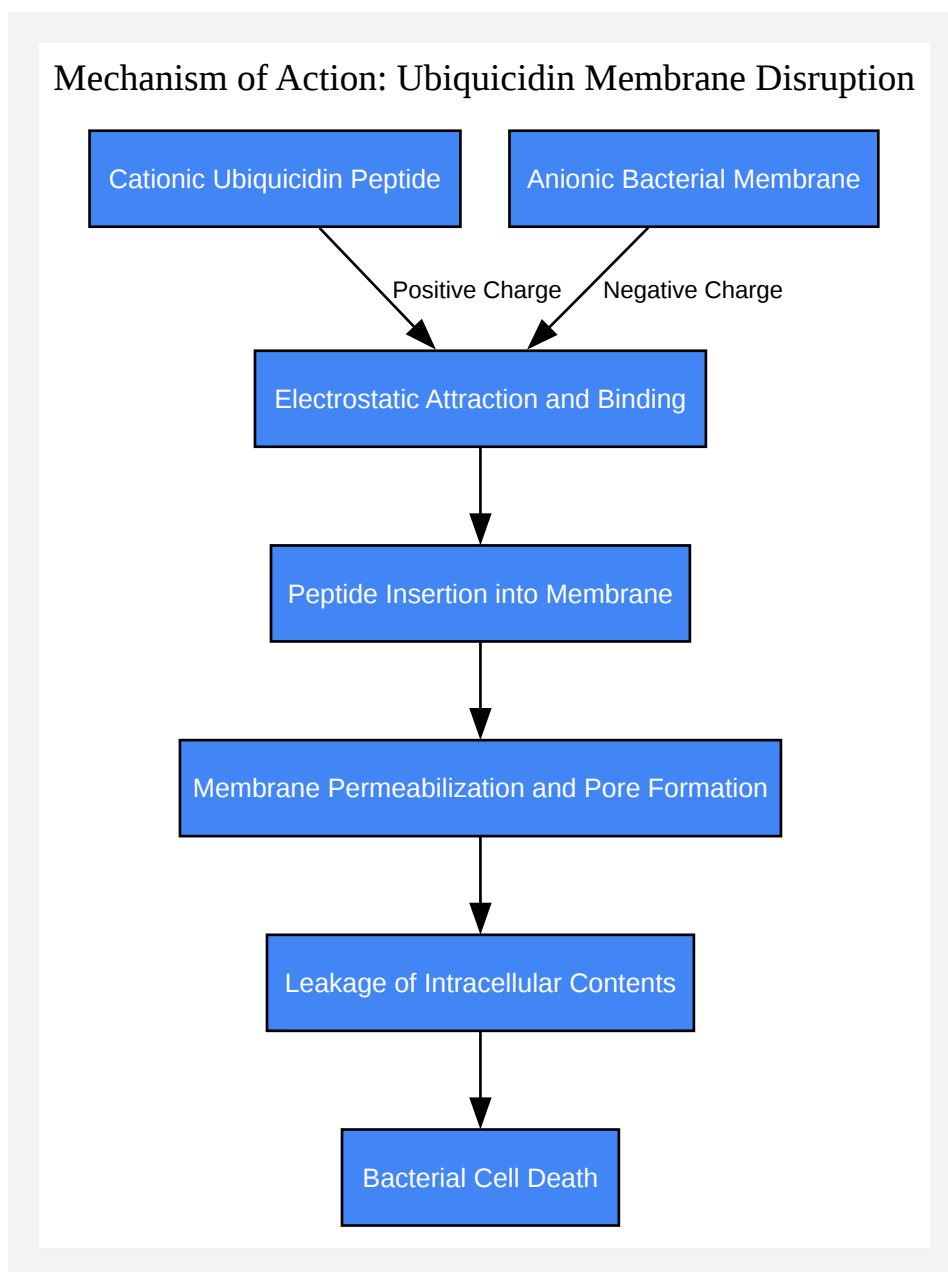 Mechanism of Action: Ubiquicidin Membrane Disruption
Cationic Ubiquicidin Peptide
Anionic Bacterial Membrane
Positive Charge
Negative Charge
Electrostatic Attraction and Binding
Peptide Insertion into Membrane
Membrane Permeabilization and Pore Formation
Leakage of Intracellular Contents
Bacterial Cell Death